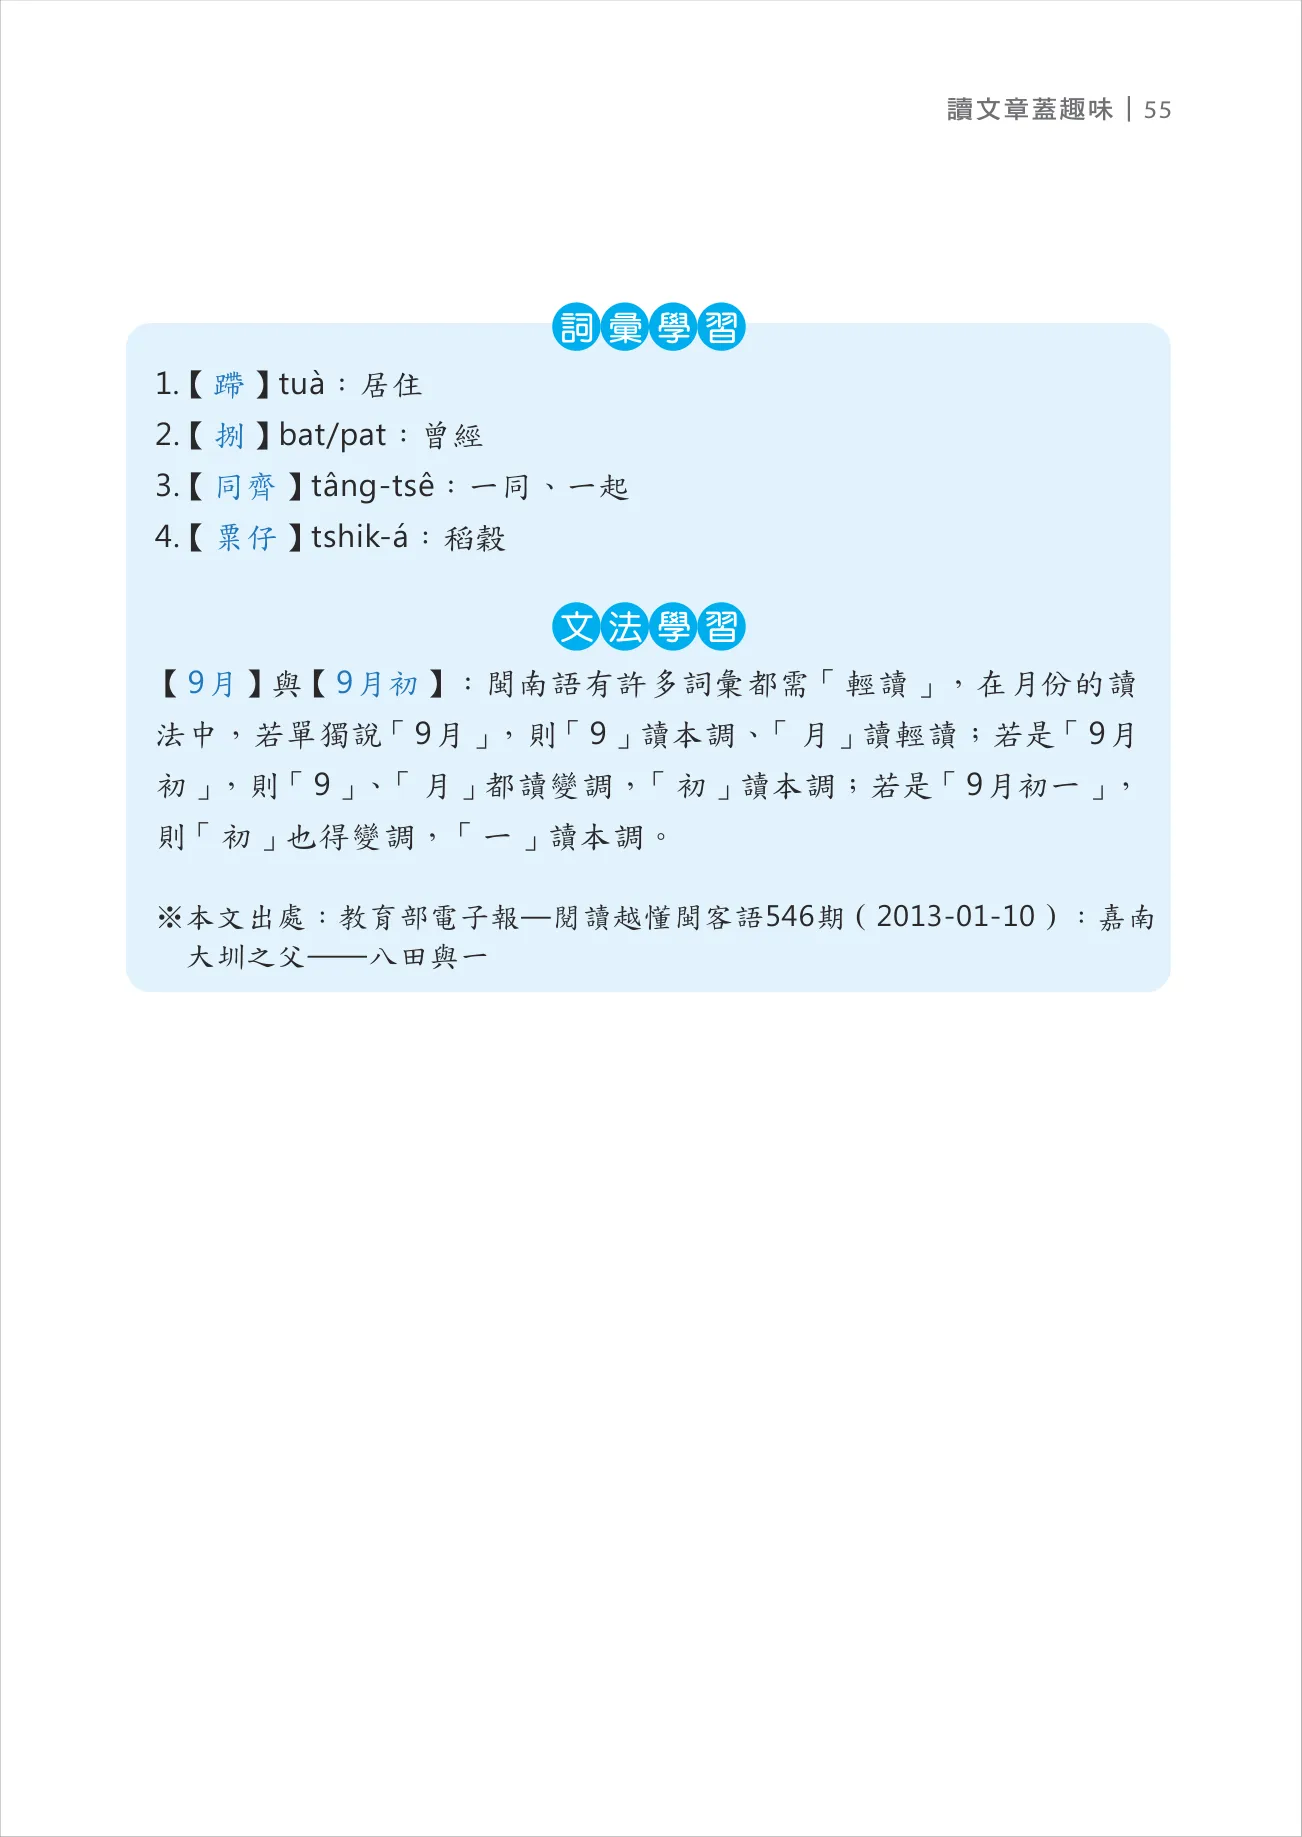 讀文章蓋趣味｜55
詞彙學習
1.【蹛】tuà：居住
2.【捌】bat/pat：曾經
3.【同齊】tâng-tsê：一同、一起
4.【粟仔】tshik-á：稻穀
文法學習
【9月】與【9月初】：閩南語有許多詞彙都需「輕讀」，在月份的讀
法中，若單獨說「9月」，則「9」讀本調、「月」讀輕讀；若是「9月
初」，則「9」、「月」都讀變調，「初」讀本調；若是「9月初一」，
則「初」也得變調，「一」讀本調。
※本文出處：教育部電子報—閱讀越懂閩客語546期（2013-01-10）：嘉南
大圳之父——八田與一